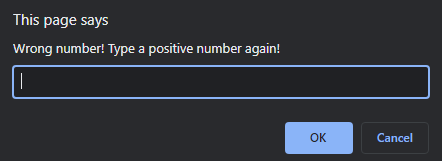 This page says
Wrong number! Type a positive number again!
OK Cancel